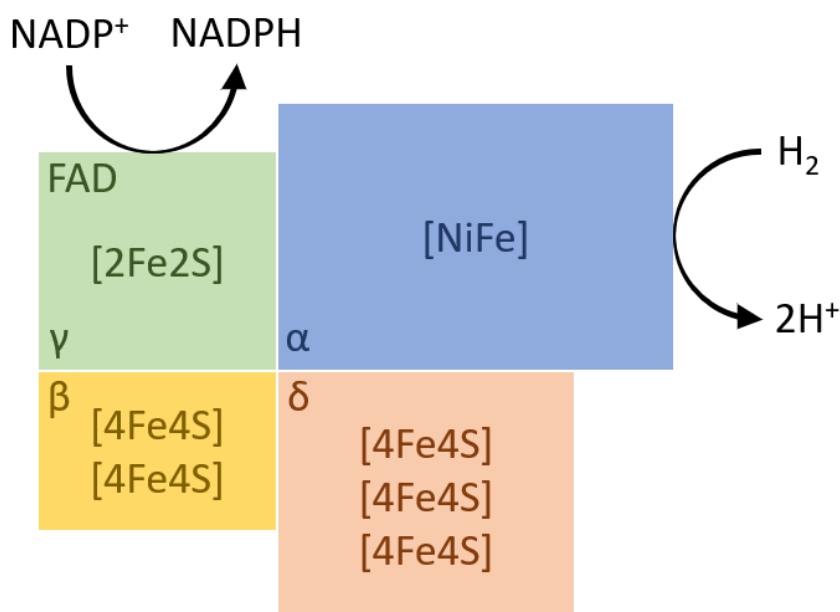 NADP⁺ NADPH
FAD
[2Fe2S]
γ
[NiFe]
α
H₂
2H⁺
β
[4Fe4S]
[4Fe4S]
δ
[4Fe4S]
[4Fe4S]
[4Fe4S]